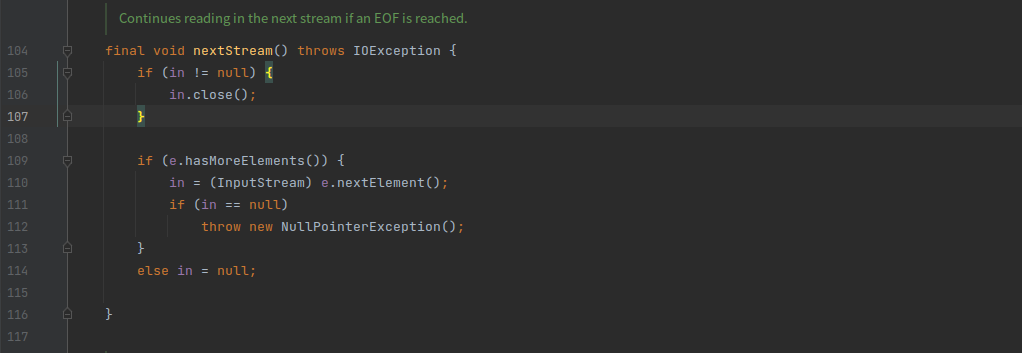 Continues reading in the next stream if an EOF is reached.
104 final void nextStream() throws IOException {
105 if (in != null) {
106 in.close();
107 }
108
109 if (e.hasMoreElements()) {
110 in = (InputStream) e.nextElement();
111 if (in == null)
112 throw new NullPointerException();
113 }
114 else in = null;
115
116 }
117